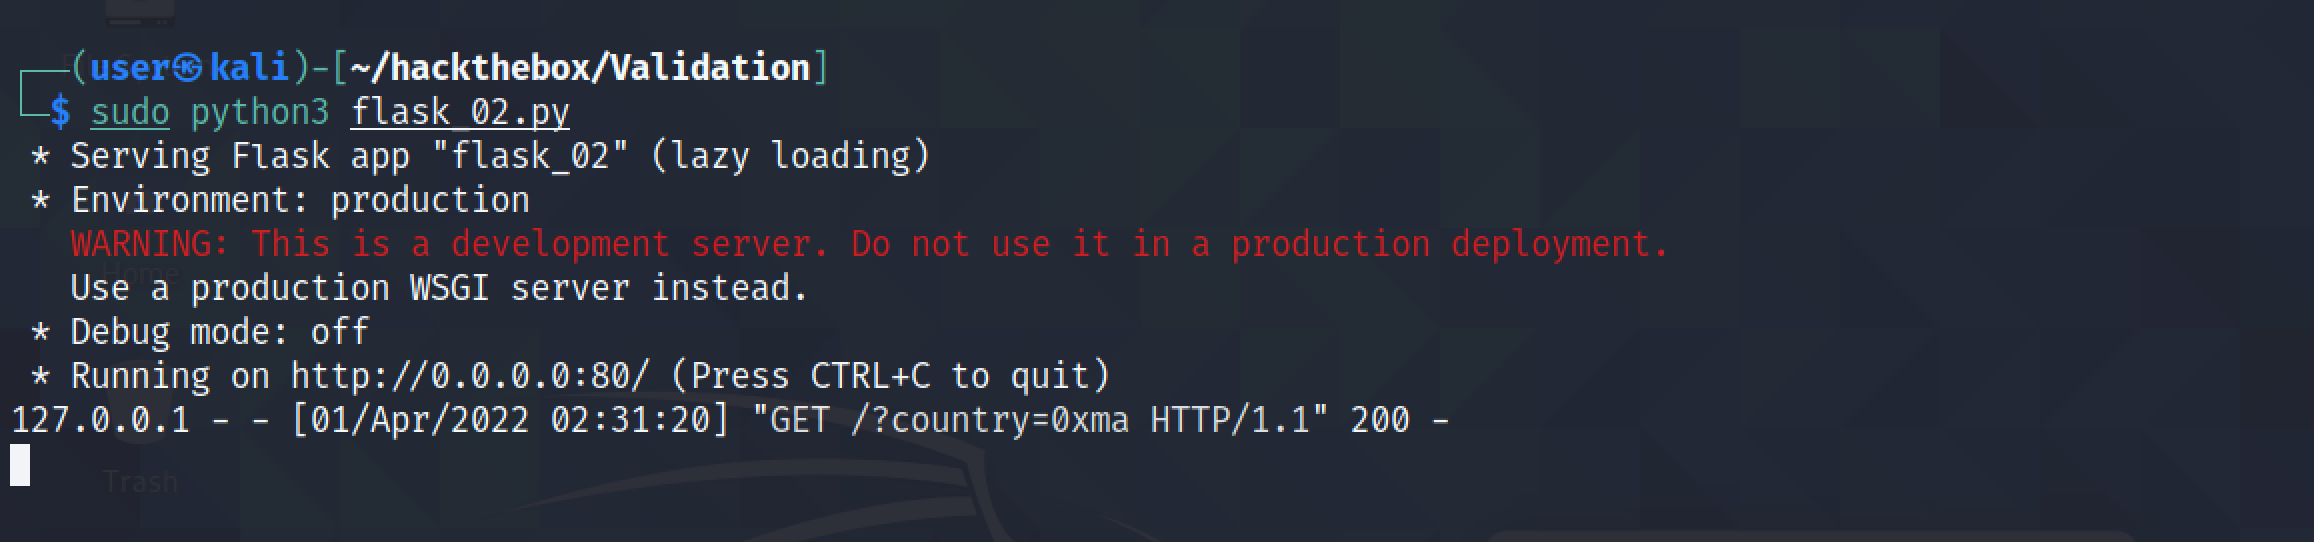 (user㉿kali)-[~/hackthebox/Validation]
$ sudo python3 flask_02.py
* Serving Flask app "flask_02" (lazy loading)
* Environment: production
WARNING: This is a development server. Do not use it in a production deployment.
Home
Use a production WSGI server instead.
* Debug mode: off
* Running on http://0.0.0.0:80/ (Press CTRL+C to quit)
127.0.0.1 - - [01/Apr/2022 02:31:20] "GET /?country=0xma HTTP/1.1" 200 -
Trash